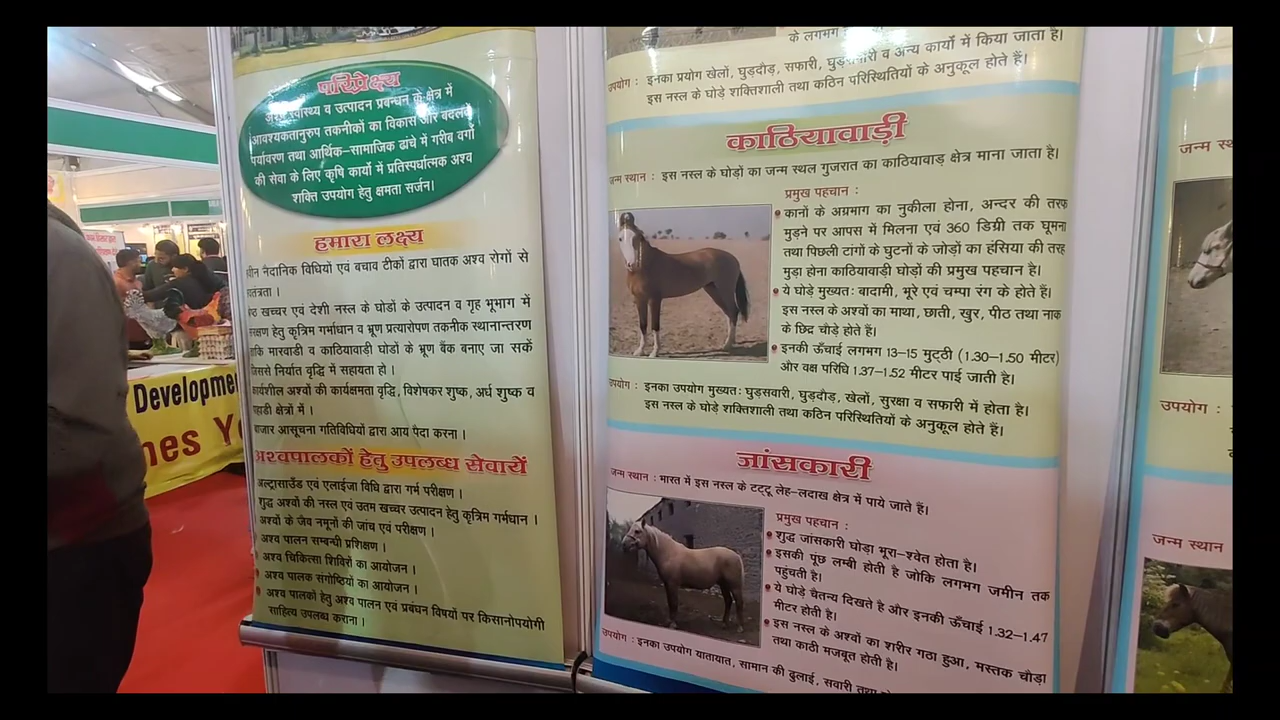 परिप्रेक्ष्य
अश्व स्वास्थ्य व उत्पादन प्रबन्धन के क्षेत्र में
आवश्यकतानुरुप तकनीकों का विकास और बदलते
पर्यावरण तथा आर्थिक–सामाजिक ढांचे में गरीब वर्गों
की सेवा के लिए कृषि कार्यो में प्रतिस्पर्धात्मक अश्व
शक्ति उपयोग हेतु क्षमता सर्जन।
हमारा लक्ष्य
नैदानिक विधियों एवं बचाव टीकों द्वारा घातक अश्व रोगों से
खच्चर एवं देशी नस्ल के घोडों के उत्पादन व गृह भूभाग में
हेतु कृत्रिम गर्भाधान व भ्रूण प्रत्यारोपण तकनीक स्थानान्तरण
मारवाडी व काठियावाड़ी घोडों के भ्रूण बैंक बनाए जा सकें
जिससे निर्यात वृद्धि में सहायता हो।
कार्यशील अश्वों की कार्यक्षमता वृद्धि, विशेषकर शुष्क, अर्ध शुष्क व
पहाडी क्षेत्रों में।
बाजार आसूचना गतिविधियों द्वारा आय पैदा करना।
अश्वपालकों हेतु उपलब्ध सेवायें
अल्ट्रासाऊँड एवं एलाईजा विधि द्वारा गर्भ परीक्षण।
शुद्ध अश्वों की नस्ल एवं उतम खच्चर उत्पादन हेतु कृत्रिम गर्भधान।
अश्वों के जैव नमूनों की जांच एवं परीक्षण।
अश्व पालन सम्बन्धी प्रशिक्षण।
अश्व चिकित्सा शिविरों का आयोजन।
अश्व पालक संगोष्ठियों का आयोजन।
अश्व पालकों हेतु अश्व पालन एवं प्रबंधन विषयों पर किसानोपयोगी
साहित्य उपलब्ध कराना।
के लगभग
उपयोग : इनका प्रयोग खेलों, घुड़दौड़, सफारी, घुड़सवारी व अन्य कार्यो में किया जाता है।
इस नस्ल के घोड़े शक्तिशाली तथा कठिन परिस्थितियों के अनुकूल होते हैं।
काठियावाड़ी
जन्म स्थान : इस नस्ल के घोड़ों का जन्म स्थल गुजरात का काठियावाड़ क्षेत्र माना जाता है।
प्रमुख पहचान :
कानों के अग्रभाग का नुकीला होना, अन्दर की तरफ
मुड़ने पर आपस में मिलना एवं 360 डिग्री तक घूमना
तथा पिछली टांगों के घुटनों के जोड़ों का हंसिया की तरह
मुड़ा होना काठियावाड़ी घोड़ों की प्रमुख पहचान है।
ये घोड़े मुख्यतः बादामी, भूरे एवं चम्पा रंग के होते हैं।
इस नस्ल के अश्वों का माथा, छाती, खुर, पीठ तथा नाक
के छिद्र चौड़े होते हैं।
इनकी ऊँचाई लगभग 13–15 मुट्ठी (1.30–1.50 मीटर)
और वक्ष परिधि 1.37–1.52 मीटर पाई जाती है।
उपयोग : इनका उपयोग मुख्यतः घुड़सवारी, घुड़दौड़, खेलों, सुरक्षा व सफारी में होता है।
इस नस्ल के घोड़े शक्तिशाली तथा कठिन परिस्थितियों के अनुकूल होते हैं।
जांसकारी
जन्म स्थान : भारत में इस नस्ल के टट्टू लेह–लदाख क्षेत्र में पाये जाते हैं।
प्रमुख पहचान :
शुद्ध जांसकारी घोड़ा भूरा–श्वेत होता है।
इसकी पूंछ लम्बी होती है जोकि लगभग जमीन तक
पहुंचती है।
ये घोड़े चैतन्य दिखते है और इनकी ऊँचाई 1.32–1.47
मीटर होती है।
इस नस्ल के अश्वों का शरीर गठा हुआ, मस्तक चौड़ा
तथा काठी मजबूत होती है।
उपयोग : इनका उपयोग यातायात, सामान की ढुलाई, सवारी तथा
जन्म
उपयोग :
जन्म स्थान
Developme
nes Y